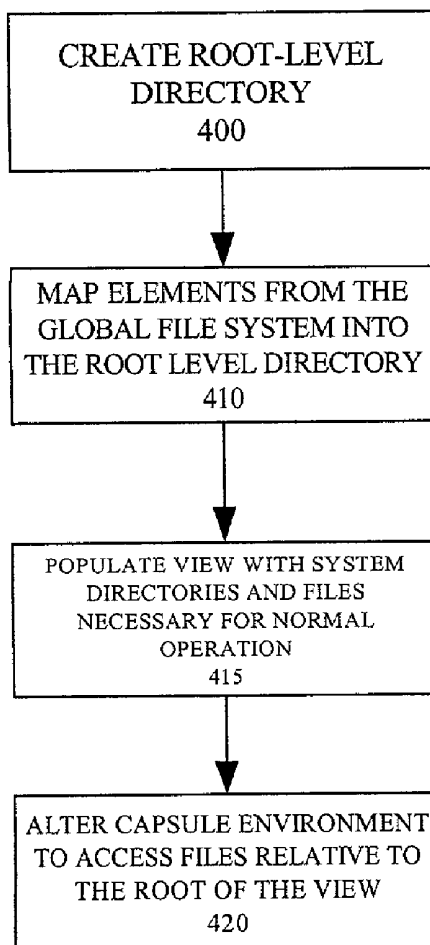 CREATE ROOT-LEVEL
DIRECTORY
400
MAP ELEMENTS FROM THE
GLOBAL FILE SYSTEM INTO
THE ROOT LEVEL DIRECTORY
410
POPULATE VIEW WITH SYSTEM
DIRECTORIES AND FILES
NECESSARY FOR NORMAL
OPERATION
415
ALTER CAPSULE ENVIRONMENT
TO ACCESS FILES RELATIVE TO
THE ROOT OF THE VIEW
420